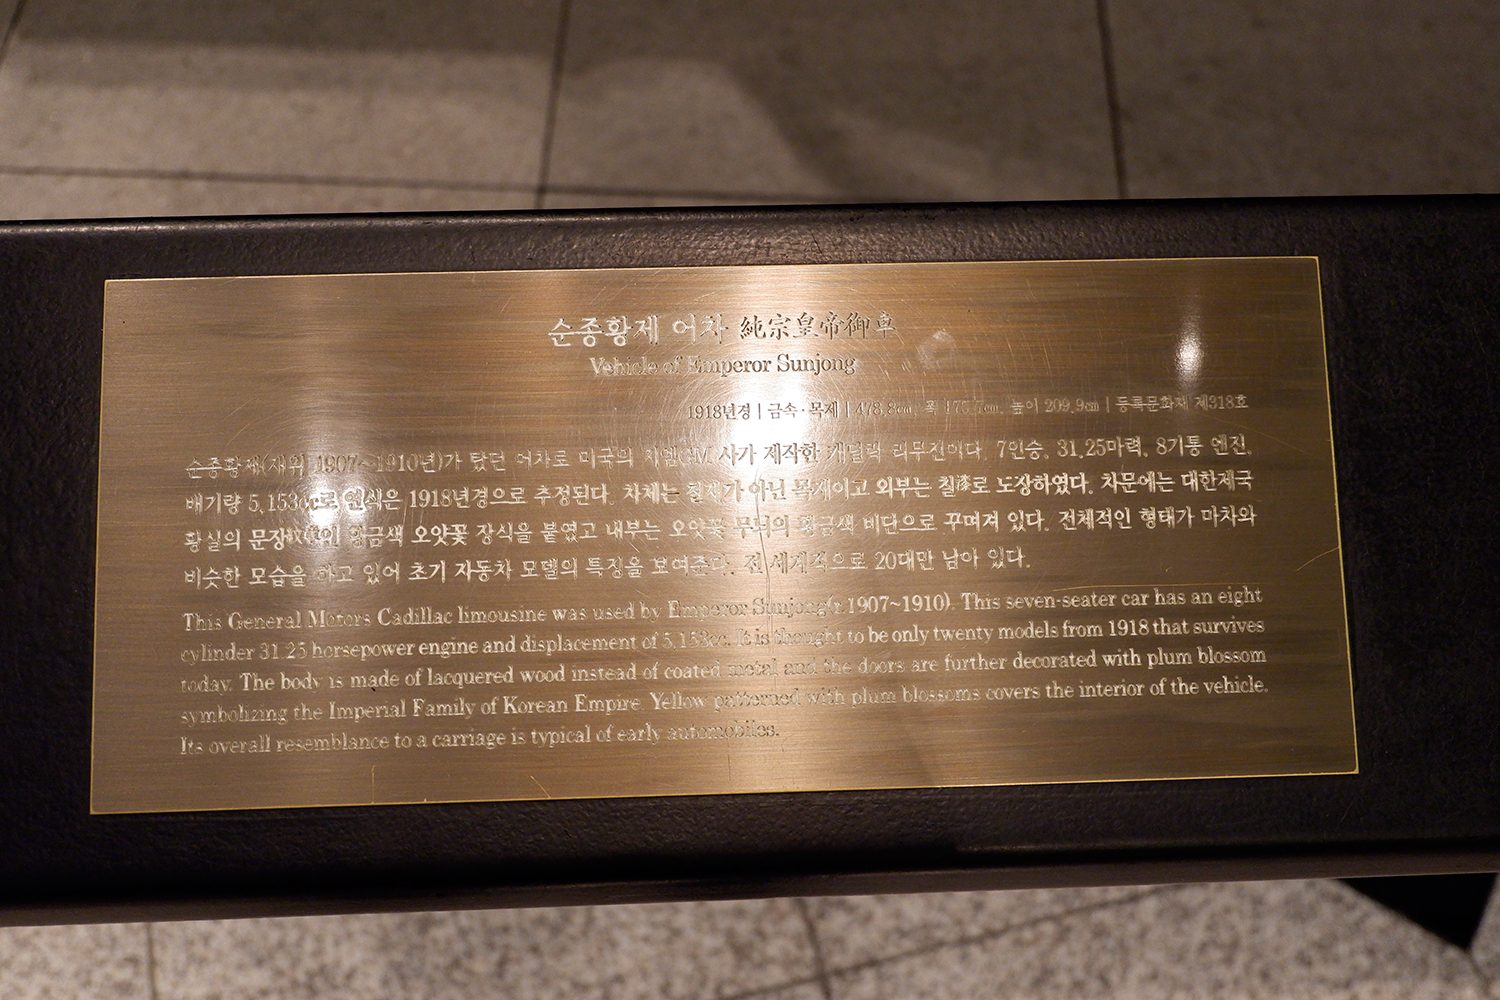 순종황제 어차 純宗皇帝御車
Vehicle of Emperor Sunjong
1918년경 | 금속·목제 | 478.8㎝, 폭 높이 209.9㎝ | 등록문화재 제318호
순종황제(재위 1907~1910년)가 탔던 어차로 미국의 지엠(GM)사가 제작한 캐딜락 리무진이다. 7인승, 31.25마력, 8기통 엔진,
배기량 5,153cc로 연식은 1918년경으로 추정된다. 차체는 철제가 아닌 목제이고 외부는 칠漆로 도장하였다. 차문에는 대한제국
황실의 황금색 오얏꽃 장식을 붙였고 내부는 오얏꽃 무늬의 황금색 비단으로 꾸며져 있다. 전체적인 형태가 마차와
비슷한 모습을 하고 있어 초기 자동차 모델의 특징을 보여준다. 전 세계적으로 20대만 남아 있다.
This General Motors Cadillac limousine was used by Emperor Sunjong(r.1907~1910). This seven-seater car has an eight
cylinder 31.25 horsepower engine and displacement of 5,153cc. It is thought to be only twenty models from 1918 that survives
today. The body is made of lacquered wood instead of coated metal and the doors are further decorated with plum blossom
symbolizing the Imperial Family of Korean Empire. Yellow patterned with plum blossoms covers the interior of the vehicle.
Its overall resemblance to a carriage is typical of early automobiles.